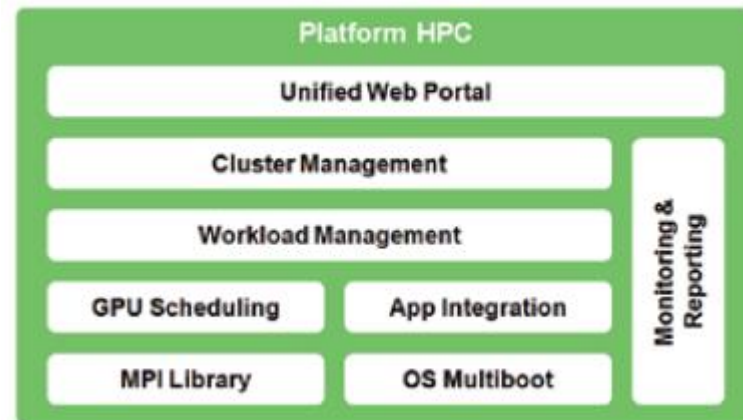 Platform HPC
Unified Web Portal
Cluster Management
Workload Management
GPU Scheduling
App Integration
MPI Library
OS Multiboot
Monitoring &
Reporting